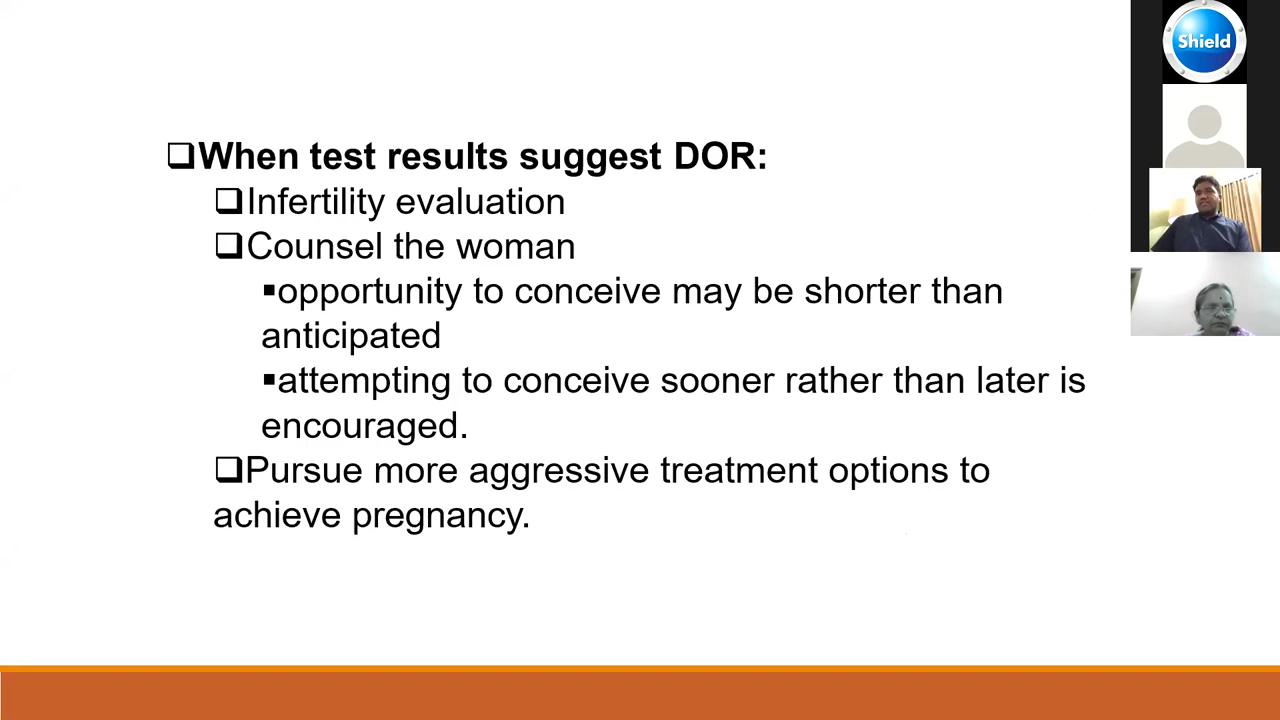 ❑When test results suggest DOR:
❑Infertility evaluation
❑Counsel the woman
▪opportunity to conceive may be shorter than
anticipated
▪attempting to conceive sooner rather than later is
encouraged.
❑Pursue more aggressive treatment options to
achieve pregnancy.
Shield